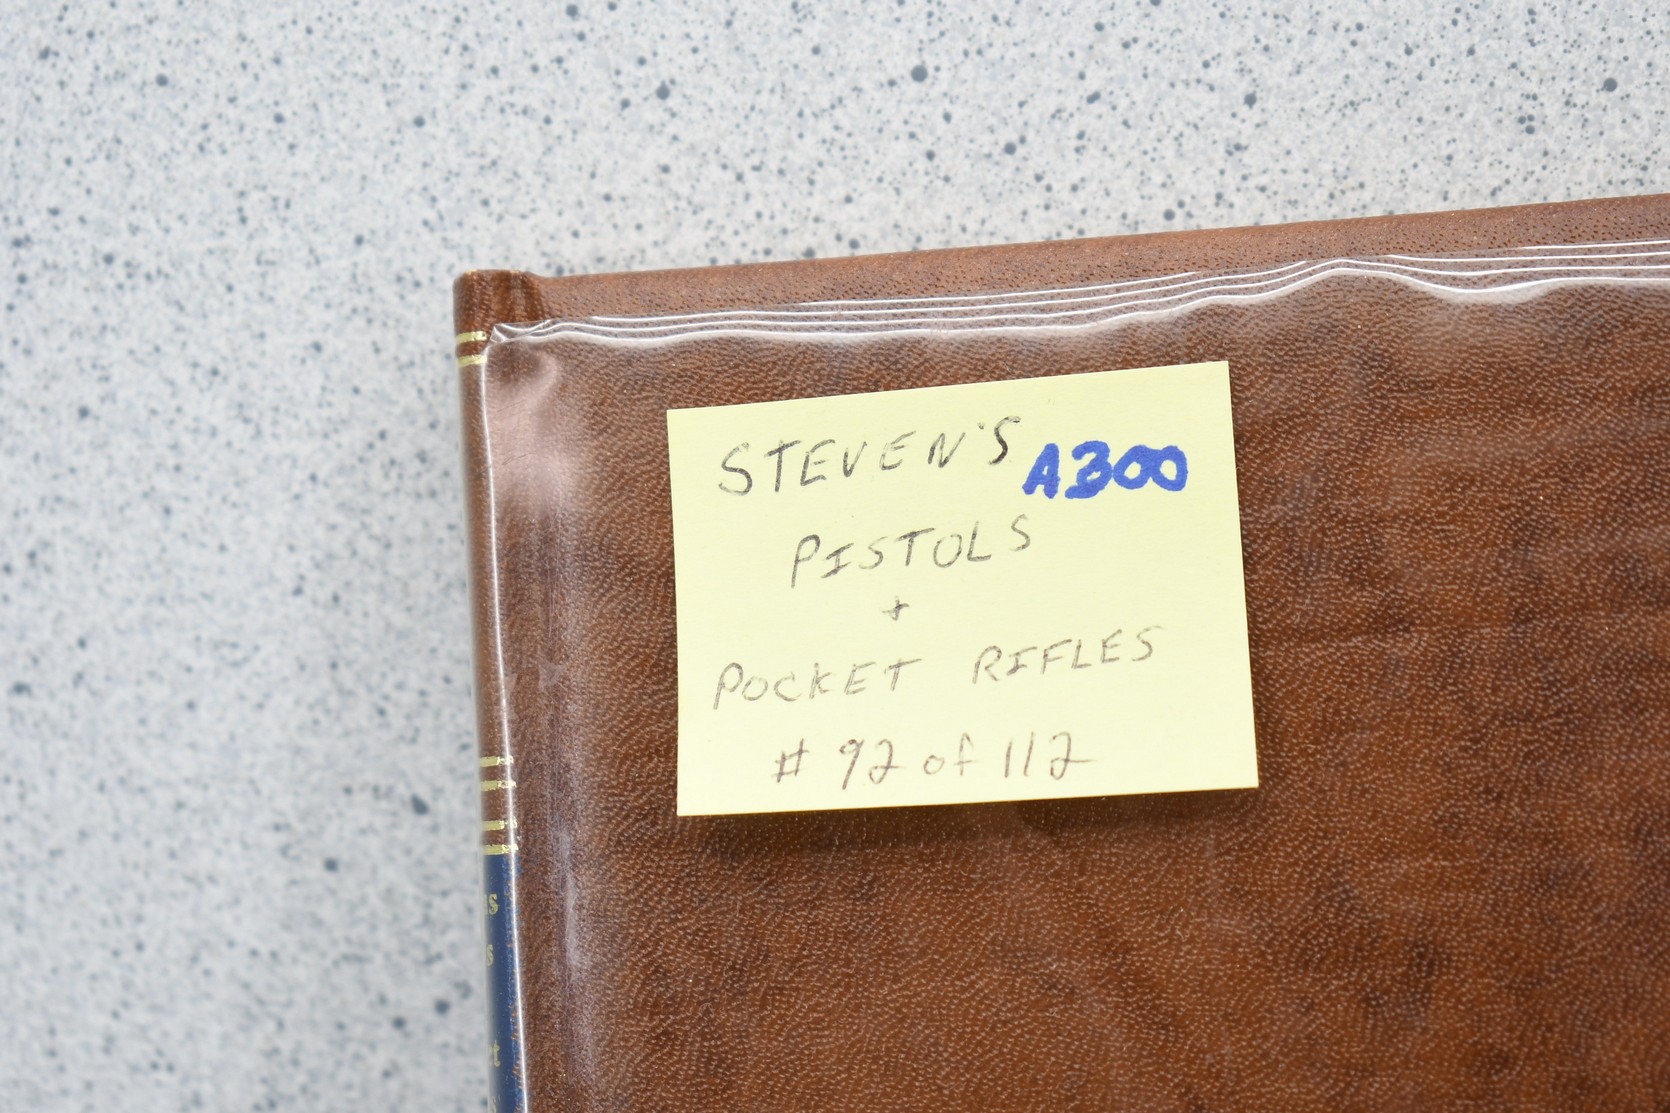 STEVEN'S A300
PISTOLS
+
POCKET RIFLES
# 92 of 112